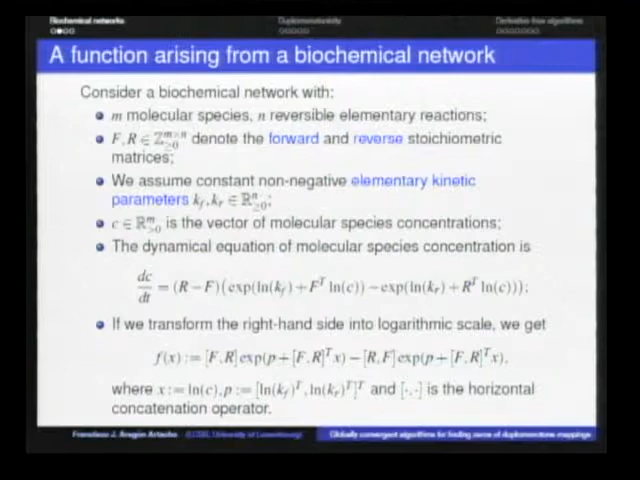 Biochemical networks Duplomonotonicity Derivative-free algorithms
A function arising from a biochemical network
Consider a biochemical network with:
m molecular species, n reversible elementary reactions;
F, R ∈ ℤ^{m×n}_{≥0} denote the forward and reverse stoichiometric
matrices;
We assume constant non-negative elementary kinetic
parameters k_f, k_r ∈ ℝ^n_{≥0};
c ∈ ℝ^m_{>0} is the vector of molecular species concentrations;
The dynamical equation of molecular species concentration is
dc/dt = (R−F)(exp(ln(k_f)+F^T ln(c))−exp(ln(k_r)+R^T ln(c)));
If we transform the right-hand side into logarithmic scale, we get
f(x) := [F,R]exp(p+[F,R]^T x)−[R,F]exp(p+[F,R]^T x),
where x := ln(c), p := [ln(k_f)^T, ln(k_r)^T]^T and [·,·] is the horizontal
concatenation operator.
Francisco J. Aragón Artacho (LCSB, University of Luxembourg) Globally convergent algorithms for finding zeros of duplomonotone mappings